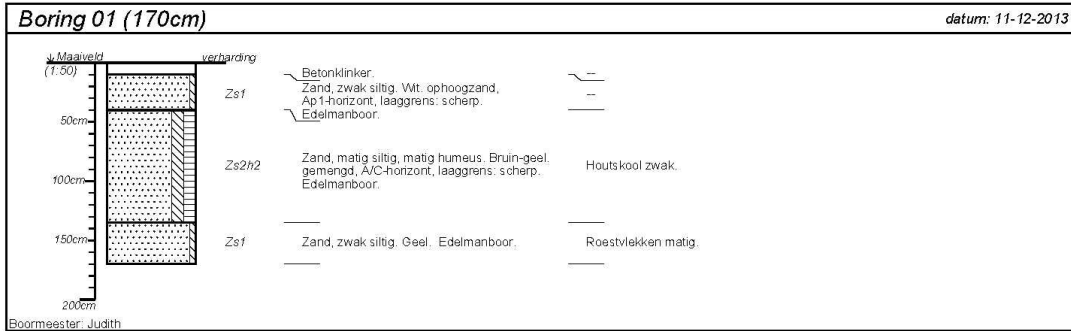 Boring 01 (170cm)
datum: 11-12-2013
Maaiveld
verharding
(1:50)
Betonklinker.
--
Zs1
Zand, zwak siltig. Wit. ophoogzand,
Ap1-horizont, laaggrens: scherp.
Edelmanboor.
--
50cm
Zs2h2
Zand, matig siltig, matig humeus. Bruin-geel.
gemengd, A/C-horizont, laaggrens: scherp.
Edelmanboor.
Houtskool zwak.
100cm
150cm
Zs1
Zand, zwak siltig. Geel. Edelmanboor.
Roestvlekken matig.
200cm
Boormeester: Judith